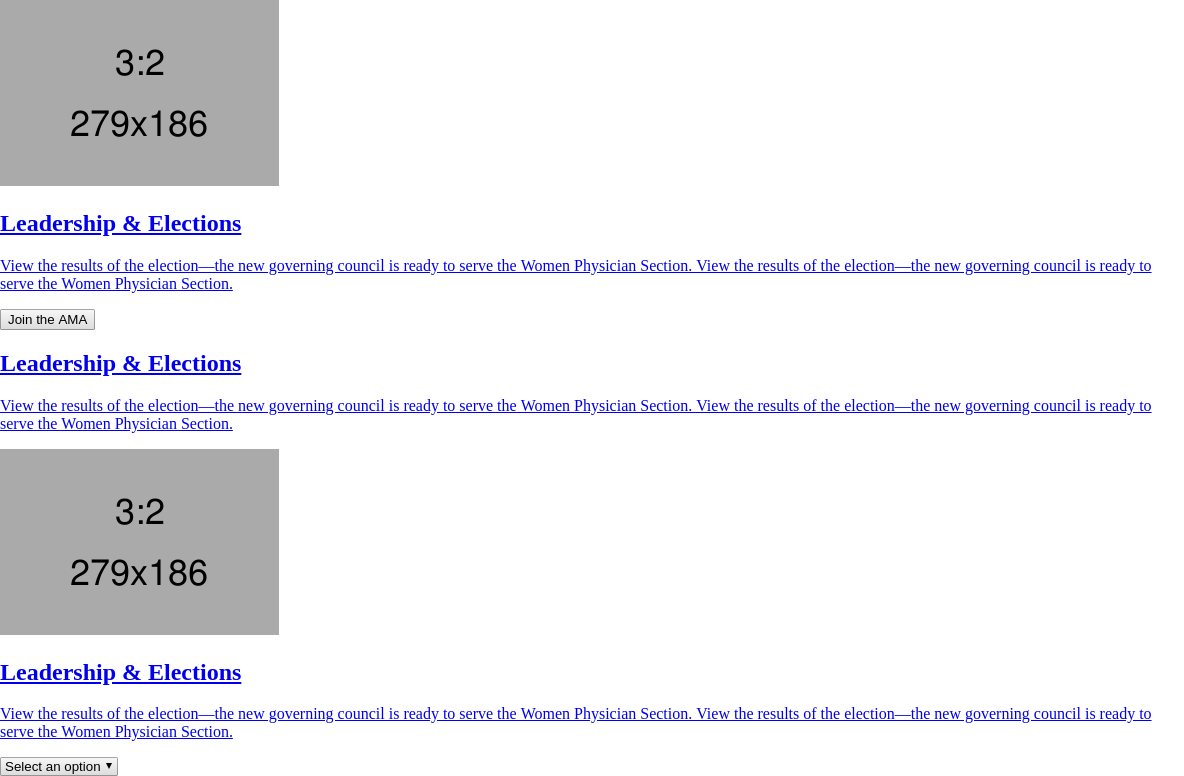 3:2
279x186
Leadership & Elections
View the results of the election—the new governing council is ready to serve the Women Physician Section. View the results of the election—the new governing council is ready to
serve the Women Physician Section.
Join the AMA
Leadership & Elections
View the results of the election—the new governing council is ready to serve the Women Physician Section. View the results of the election—the new governing council is ready to
serve the Women Physician Section.
3:2
279x186
Leadership & Elections
View the results of the election—the new governing council is ready to serve the Women Physician Section. View the results of the election—the new governing council is ready to
serve the Women Physician Section.
Select an option